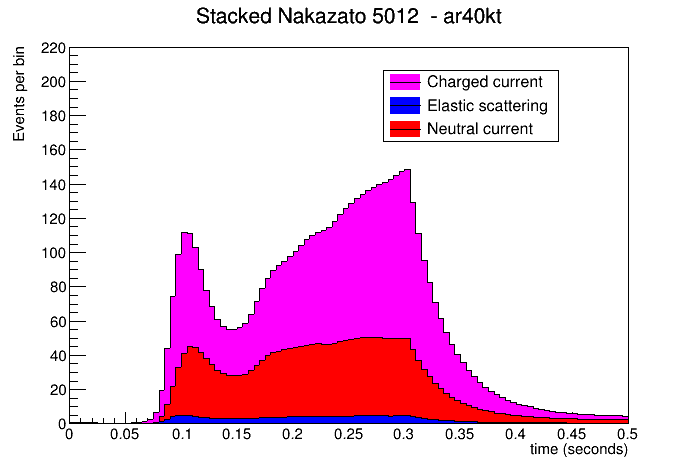 Stacked Nakazato 5012 - ar40kt
Events per bin
220
200
180
160
140
120
100
80
60
40
20
0
Charged current
Elastic scattering
Neutral current
0 0.05 0.1 0.15 0.2 0.25 0.3 0.35 0.4 0.45 0.5
time (seconds)